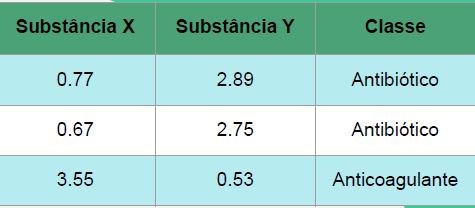 Substância X Substância Y Classe
0.77 2.89 Antibiótico
0.67 2.75 Antibiótico
3.55 0.53 Anticoagulante